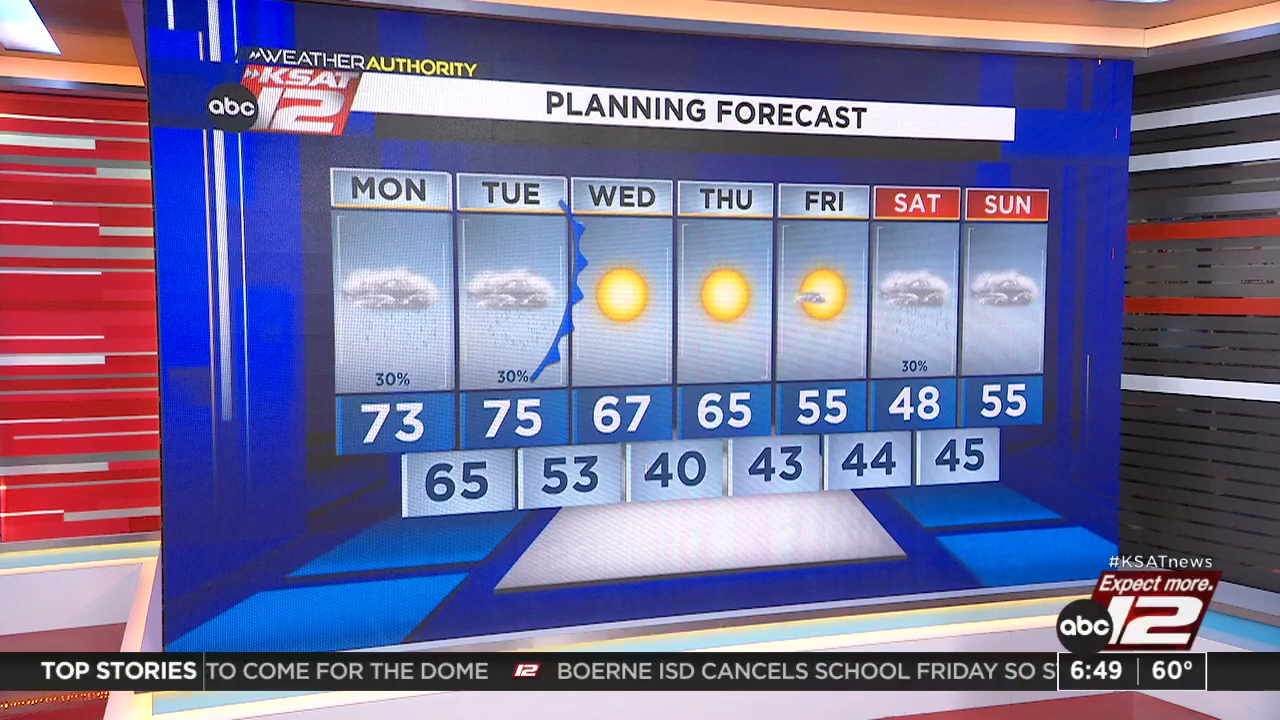 WEATHERAUTHORITY
KSAT
abc 12
PLANNING FORECAST
MON TUE WED THU FRI SAT SUN
30% 30% 30%
73 75 67 65 55 48 55
65 53 40 43 44 45
#KSATnews
Expect more.
abc 12
TOP STORIES TO COME FOR THE DOME 12 BOERNE ISD CANCELS SCHOOL FRIDAY SO S 6:49 60°